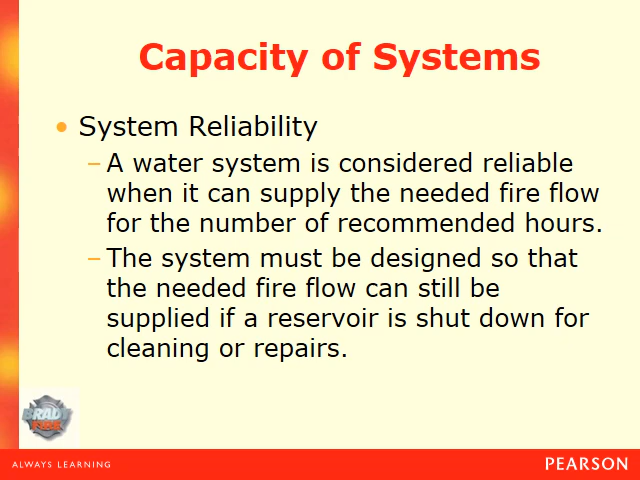 Capacity of Systems
• System Reliability
– A water system is considered reliable
when it can supply the needed fire flow
for the number of recommended hours.
– The system must be designed so that
the needed fire flow can still be
supplied if a reservoir is shut down for
cleaning or repairs.
BRADY
FIRE
ALWAYS LEARNING
PEARSON